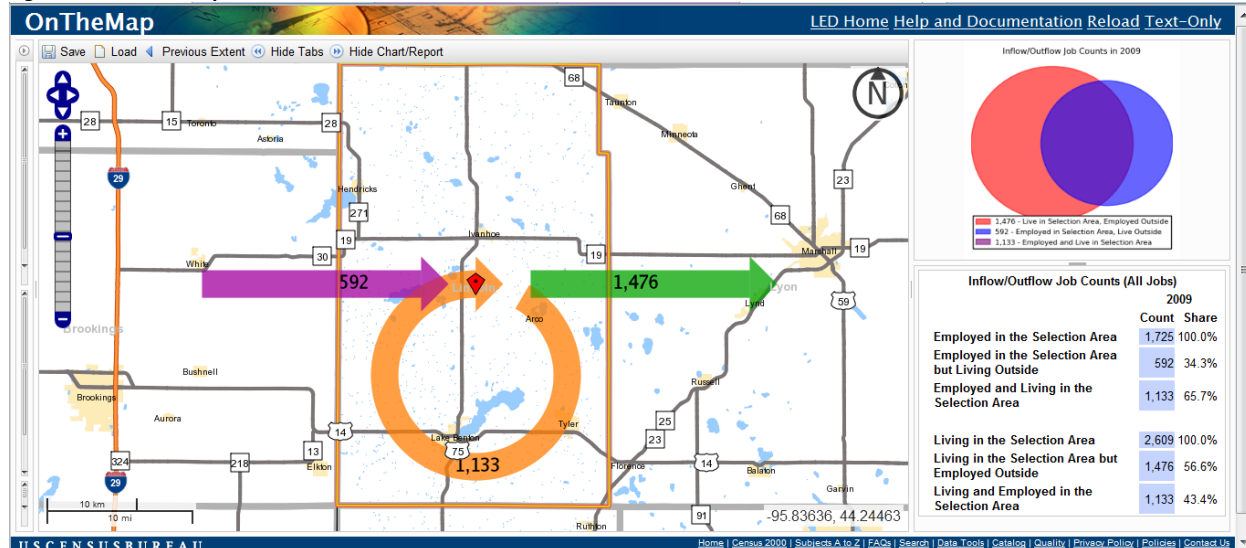 OnTheMap
LED Home Help and Documentation Reload Text-Only
Save Load Previous Extent Hide Tabs Hide Chart/Report
28
15
Toronto
Astoria
28
29
Hendricks
271
19
30
White
Ivanhoe
19
68
Taunton
Minneota
Ghent
23
68
Marshall
19
N
592
1,476
Lyon
Lynd
59
Arco
Brookings
Bushnell
Brookings
Aurora
Russell
25
23
14
13
Tyler
Lake Benton
75
1,133
324
218
Elkton
29
Florence
14
Balaton
Garvin
91
Ruthton
10 km
10 mi
-95.83636, 44.24463
Inflow/Outflow Job Counts in 2009
1,476 - Live in Selection Area, Employed Outside
592 - Employed in Selection Area, Live Outside
1,133 - Employed and Live in Selection Area
Inflow/Outflow Job Counts (All Jobs)
2009
Count Share
Employed in the Selection Area 1,725 100.0%
Employed in the Selection Area
but Living Outside 592 34.3%
Employed and Living in the
Selection Area 1,133 65.7%
Living in the Selection Area 2,609 100.0%
Living in the Selection Area but
Employed Outside 1,476 56.6%
Living and Employed in the
Selection Area 1,133 43.4%
USCENSUSBUREAU
Home | Census 2000 | Subjects A to Z | FAQs | Search | Data Tools | Catalog | Quality | Privacy Policy | Policies | Contact Us